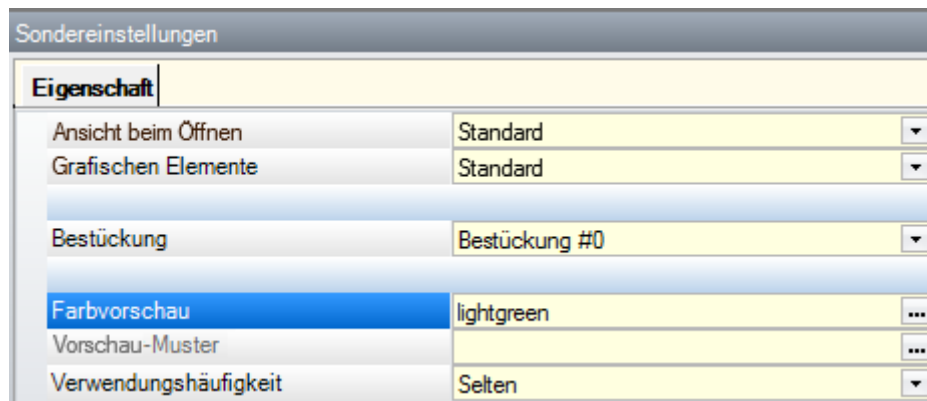 Sondereinstellungen
Eigenschaft
Ansicht beim Öffnen Standard
Grafischen Elemente Standard
Bestückung Bestückung #0
Farbvorschau lightgreen
Vorschau-Muster
Verwendungshäufigkeit Selten